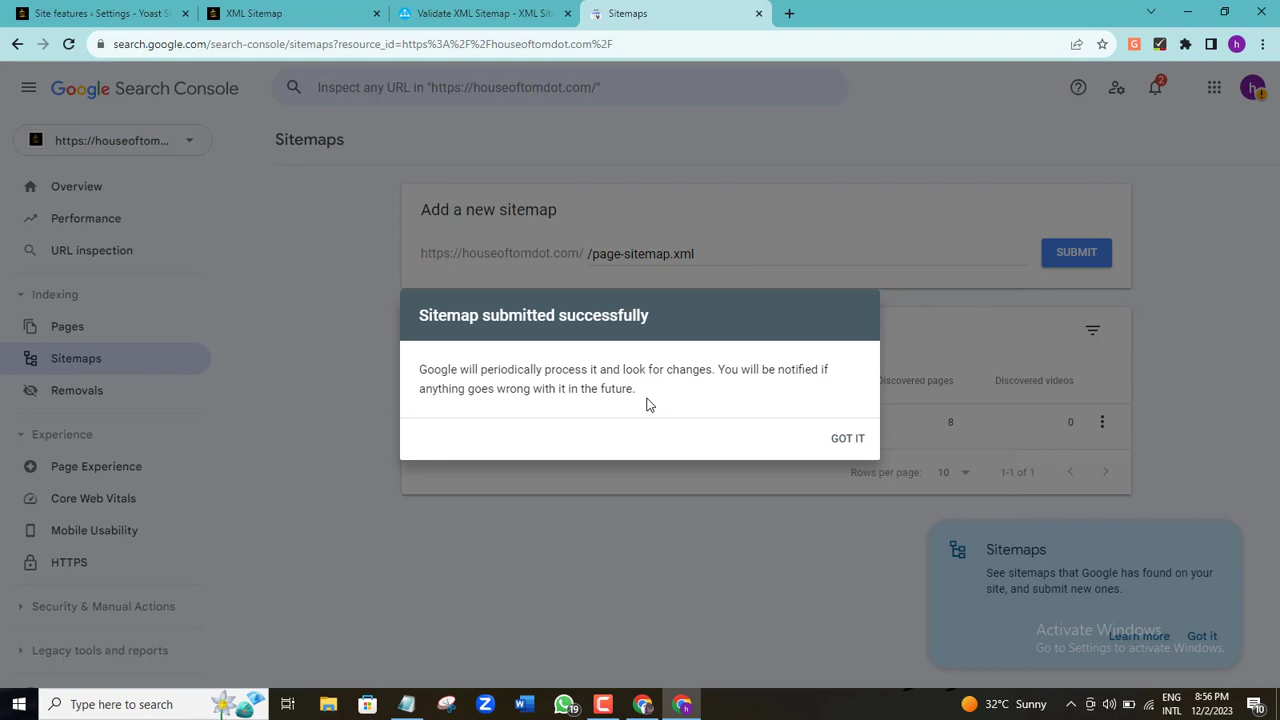 Site features ‹ Settings ‹ Yoast S
XML Sitemap
Validate XML Sitemap - XML Site
Sitemaps
search.google.com/search-console/sitemaps?resource_id=https%3A%2F%2Fhouseoftomdot.com%2F
Google Search Console
Inspect any URL in "https://houseoftomdot.com/"
2
https://houseoftom...
Sitemaps
Overview
Performance
URL inspection
Indexing
Pages
Sitemaps
Removals
Experience
Page Experience
Core Web Vitals
Mobile Usability
HTTPS
Security & Manual Actions
Legacy tools and reports
Add a new sitemap
https://houseoftomdot.com/ /page-sitemap.xml
SUBMIT
Sitemap submitted successfully
Google will periodically process it and look for changes. You will be notified if
anything goes wrong with it in the future.
GOT IT
Discovered pages Discovered videos
8 0
Rows per page: 10 1-1 of 1
Sitemaps
See sitemaps that Google has found on your
site, and submit new ones.
Learn more Got it
Activate Windows
Go to Settings to activate Windows.
Type here to search
19
32°C Sunny
ENG
INTL
8:56 PM
12/2/2023
10